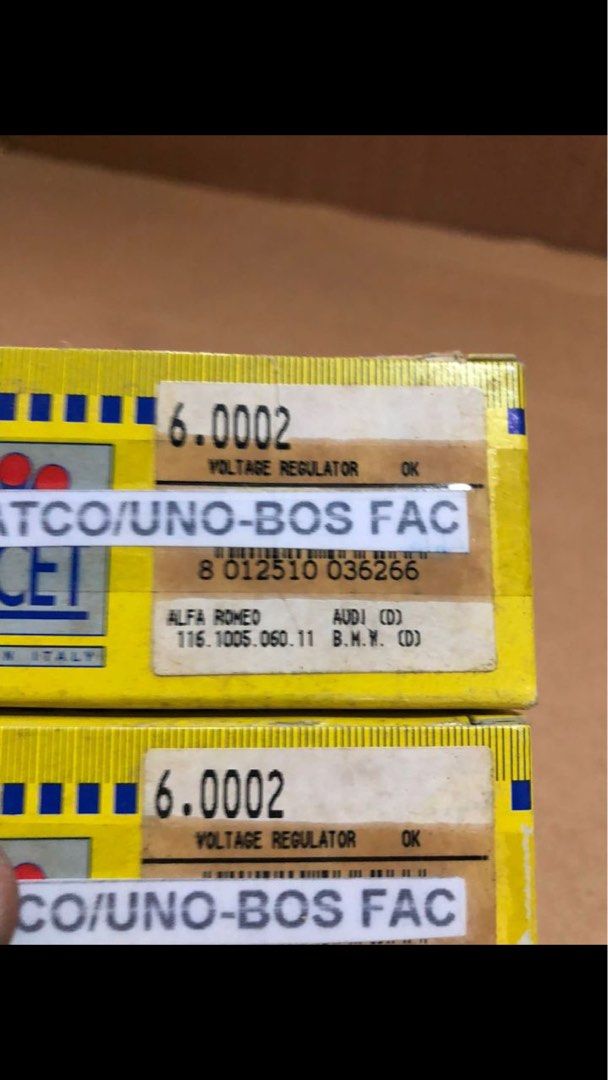 6.0002
VOLTAGE REGULATOR OK
ATCO/UNO-BOS FAC
CET
8 012510 036266
N ITALY
ALFA ROMEO AUDI (D)
116.1005.060.11 B.M.W. (D)
6.0002
VOLTAGE REGULATOR OK
CO/UNO-BOS FAC